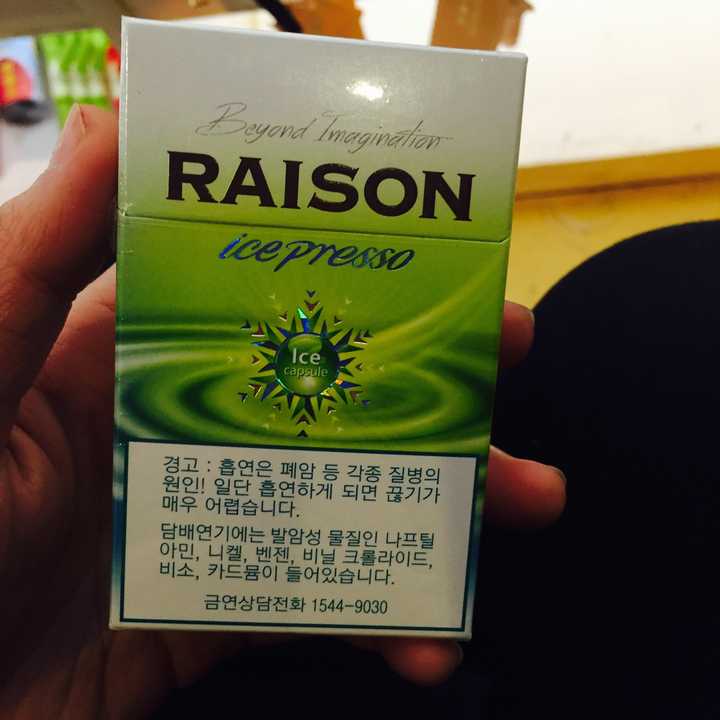 Beyond Imagination
RAISON
ice presso
Ice
capsule
경고 : 흡연은 폐암 등 각종 질병의
원인! 일단 흡연하게 되면 끊기가
매우 어렵습니다.
담배연기에는 발암성 물질인 나프틸
아민, 니켈, 벤젠, 비닐 크롤라이드,
비소, 카드뮴이 들어있습니다.
금연상담전화 1544-9030